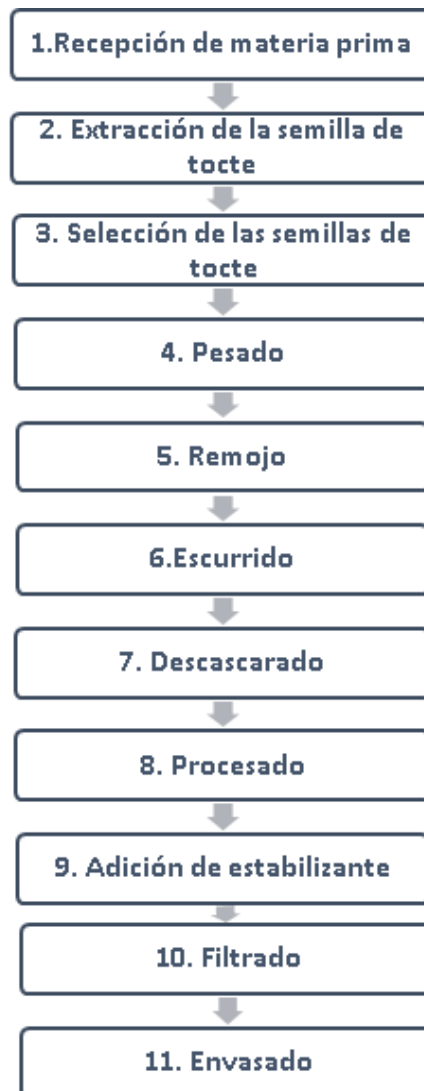 1.Recepción de materia prima
2. Extracción de la semilla de
tocte
3. Selección de las semillas de
tocte
4. Pesado
5. Remojo
6.Escurrido
7. Descascarado
8. Procesado
9. Adición de estabilizante
10. Filtrado
11. Envasado